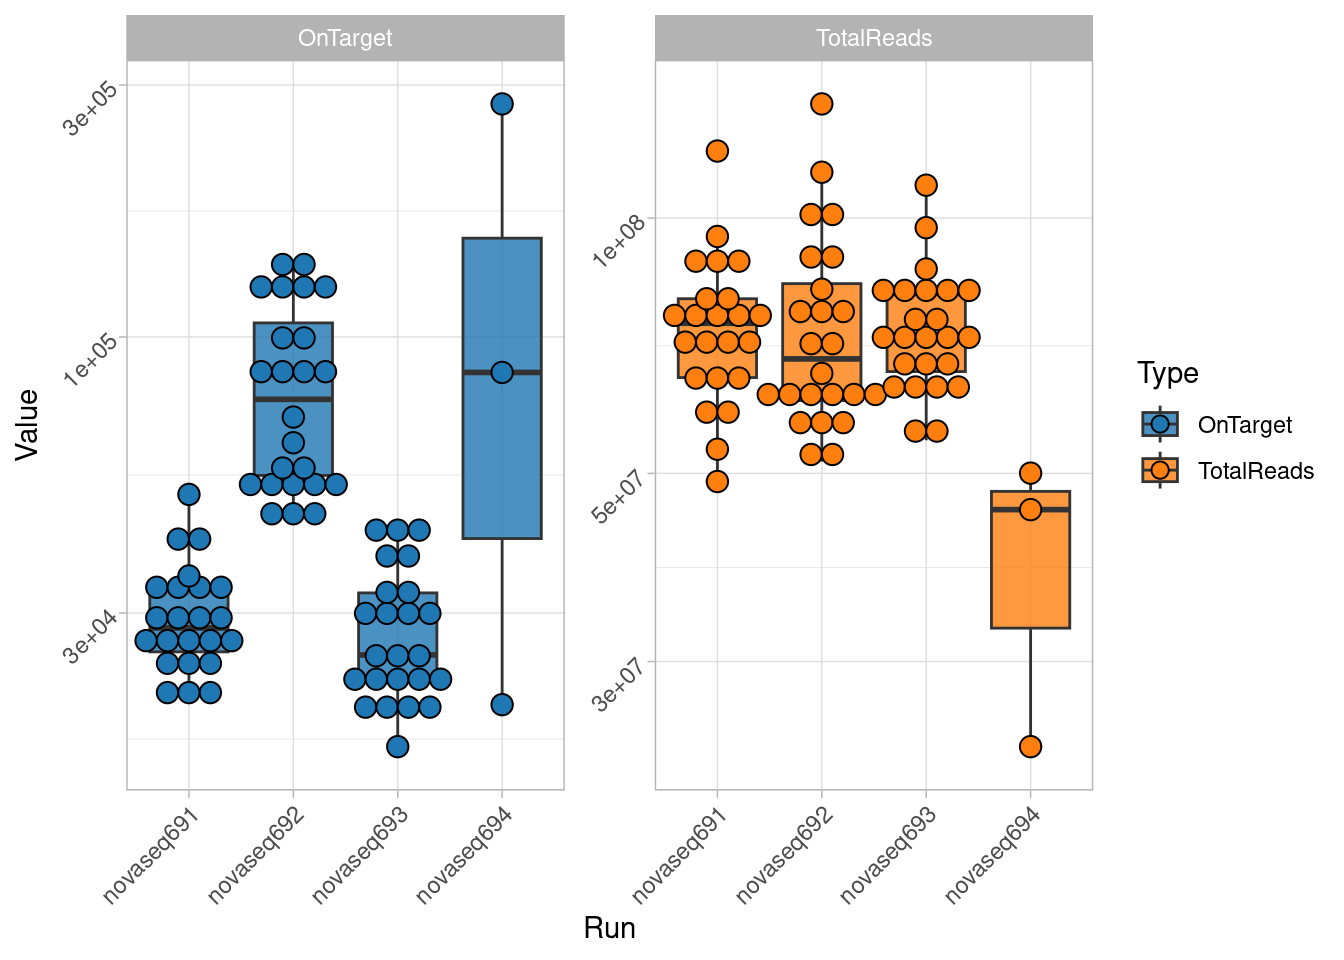 OnTarget
TotalReads
3e+05
1e+05
3e+04
1e+08
5e+07
3e+07
Value
novaseq691
novaseq692
novaseq693
novaseq694
novaseq691
novaseq692
novaseq693
novaseq694
Run
Type
OnTarget
TotalReads